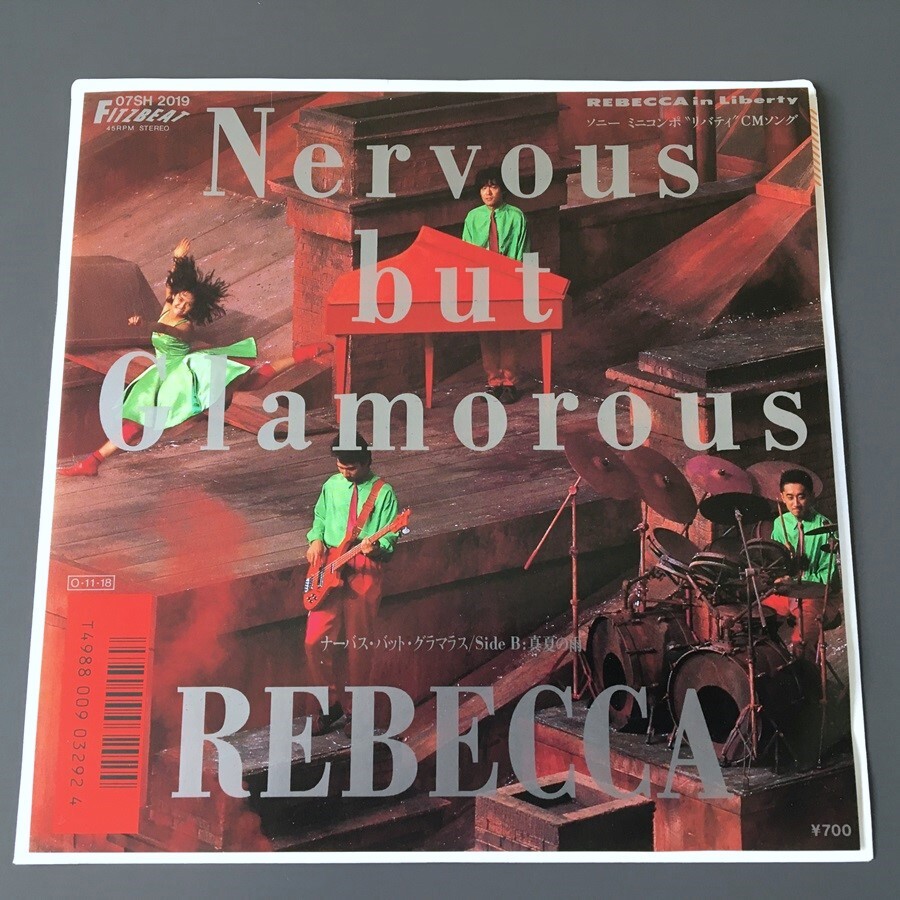 07SH 2019
FITZBEAT
45RPM STEREO
REBECCA in Liberty
ソニー ミニコンポ“リバティ”CMソング
Nervous
but
Glamorous
O-11-18
T4988 009 03292 4
ナーバス・バット・グラマラス/Side B:真夏の雨
REBECCA
¥700